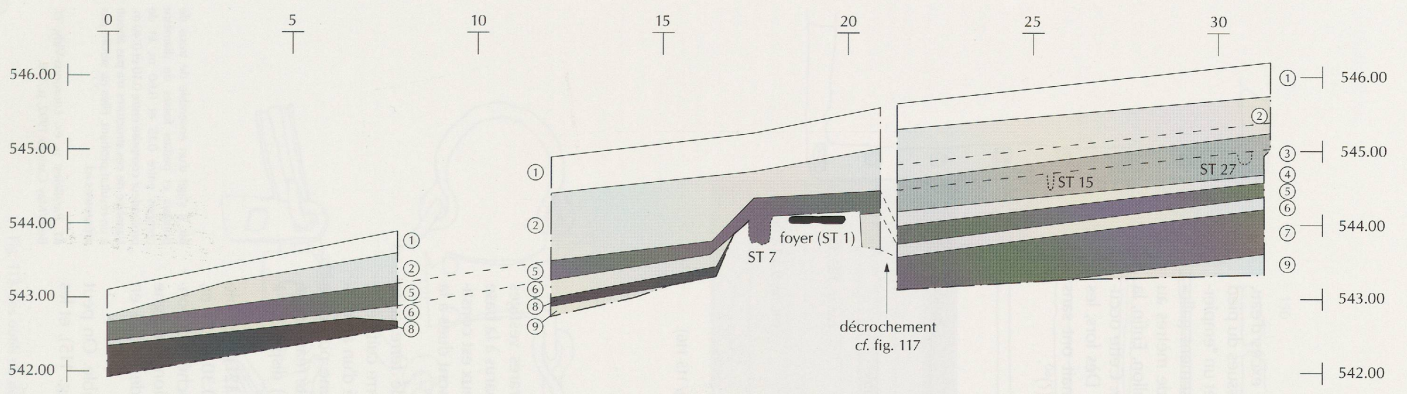 0 5 10 15 20 25 30
546.00 ① 546.00
②
545.00 ① ③ 545.00
ST 27
ST 15 ④
⑤
544.00 ② ⑥ 544.00
① foyer (ST 1) ⑦
② ⑤ ST 7 ⑨
543.00 ⑤ ⑥ 543.00
⑥ ⑧
⑧ ⑨ décrochement
cf. fig. 117
542.00 542.00